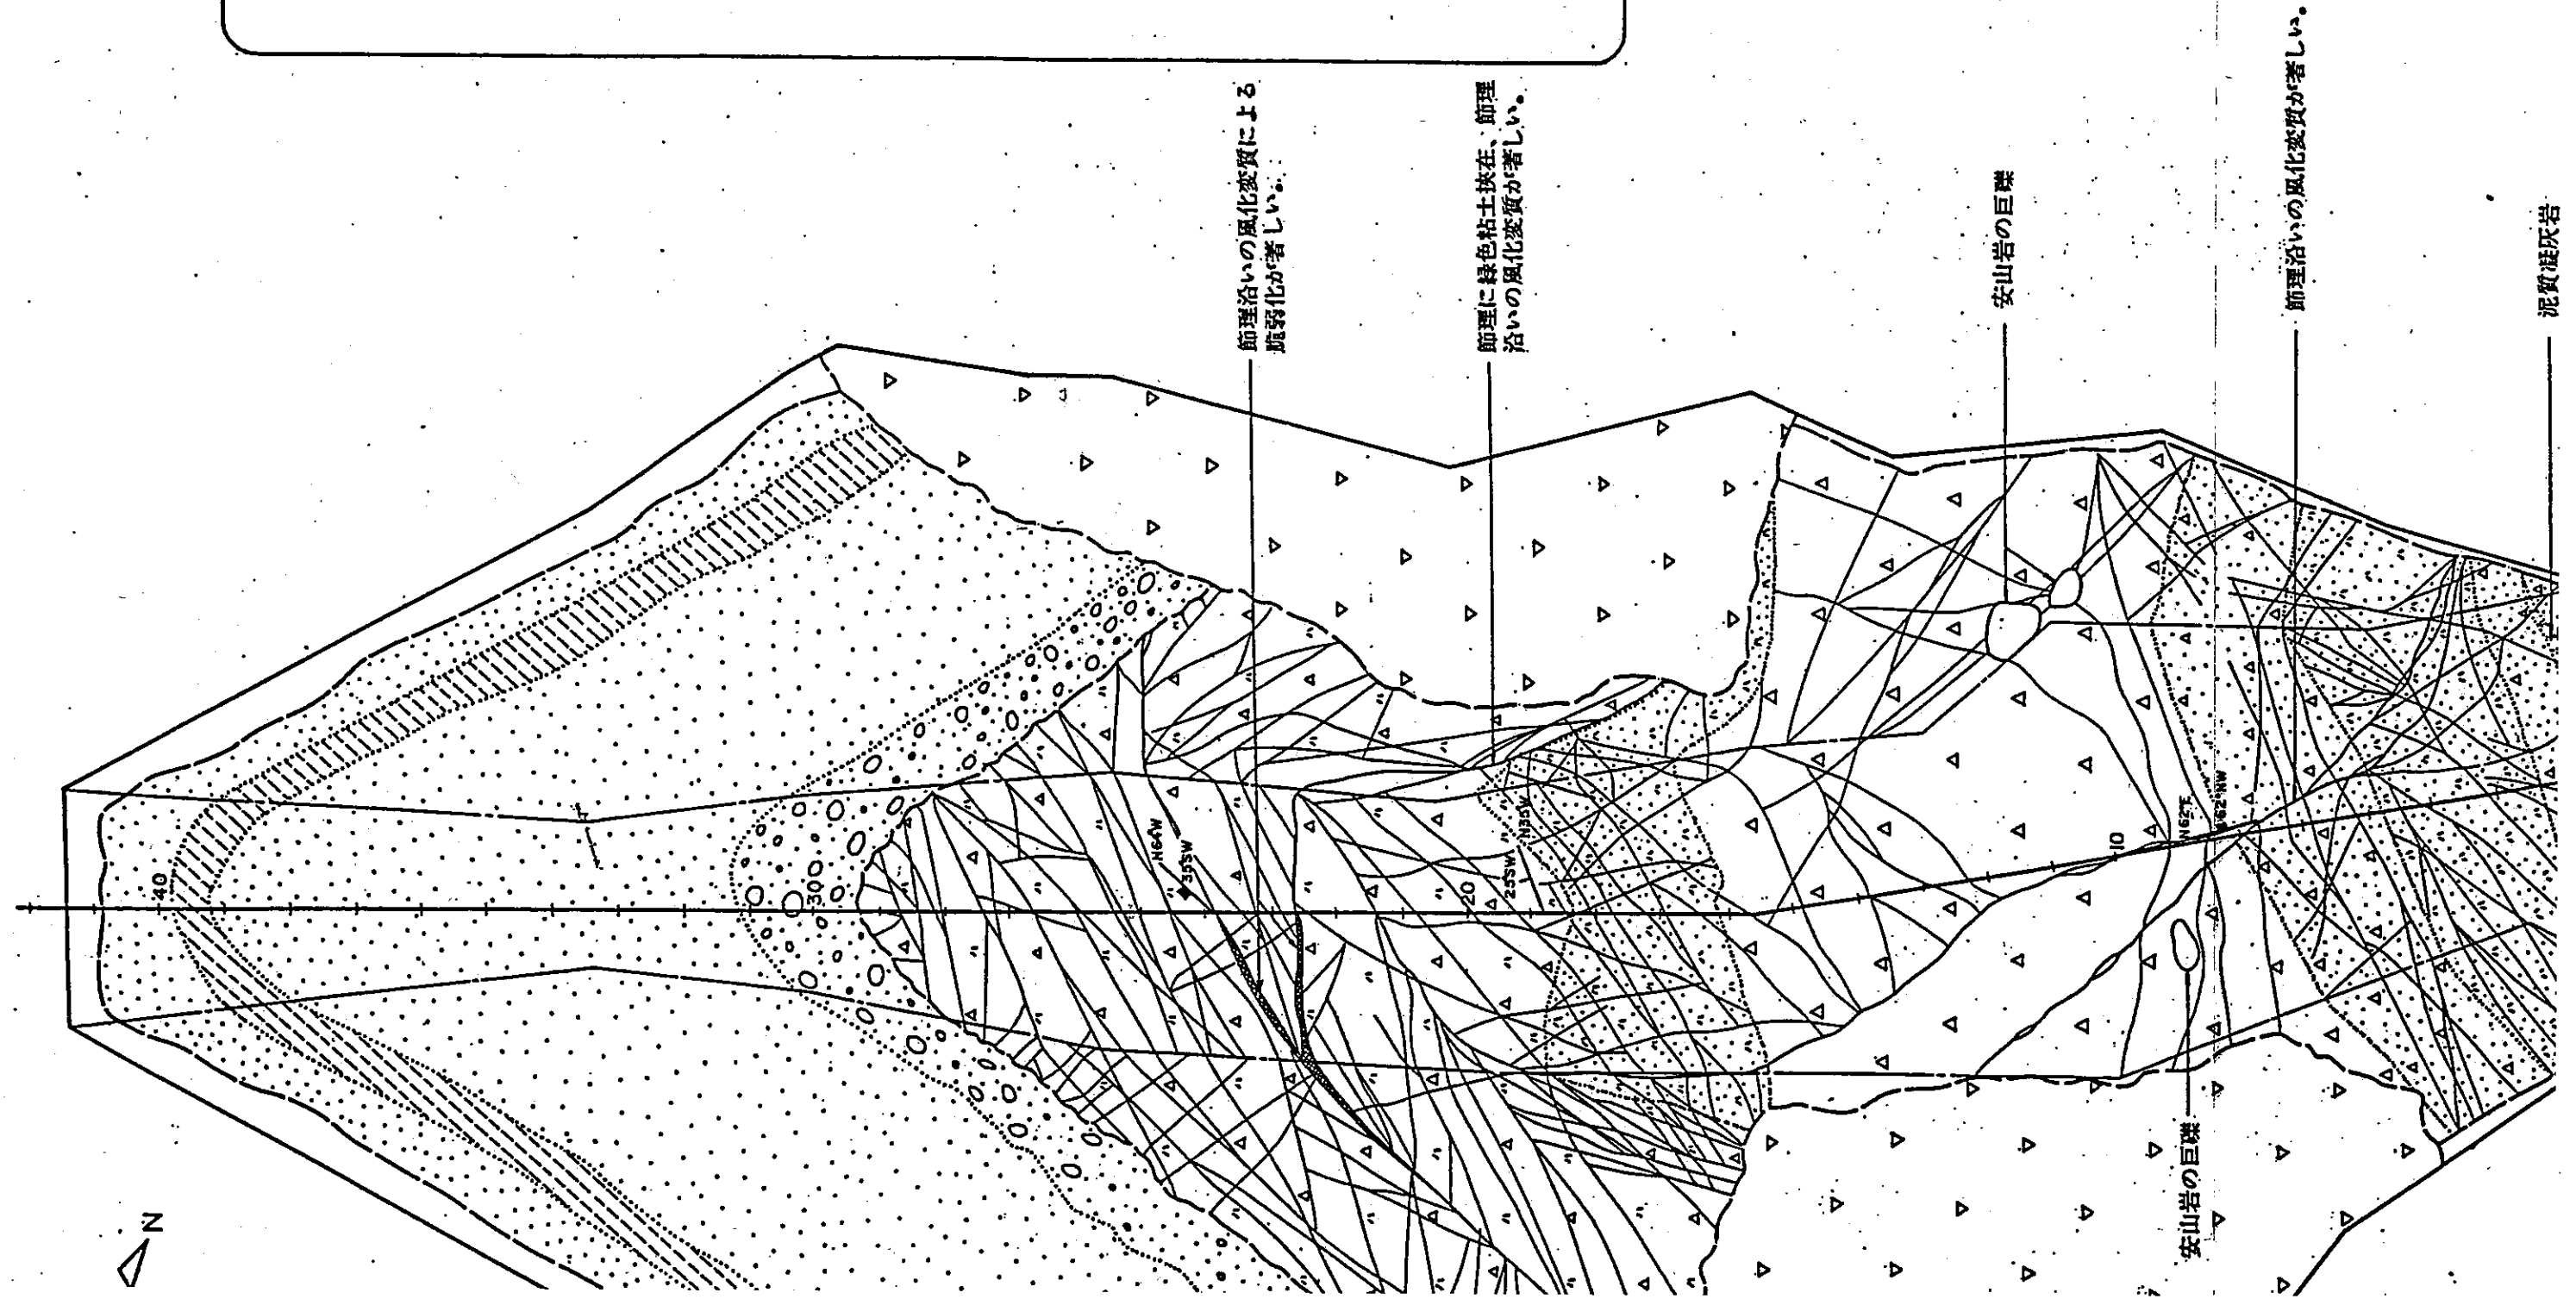 節理沿いの風化変質による
脆弱化が著しい。
節理に緑色粘土挟在、節理
沿いの風化変質が著しい。
安山岩の巨礫
節理沿いの風化変質が著しい。
泥質凝灰岩
40
30
20
10
N64W
35SW
N35W
25SW
N62°E
62°NW
安山岩の巨礫
N